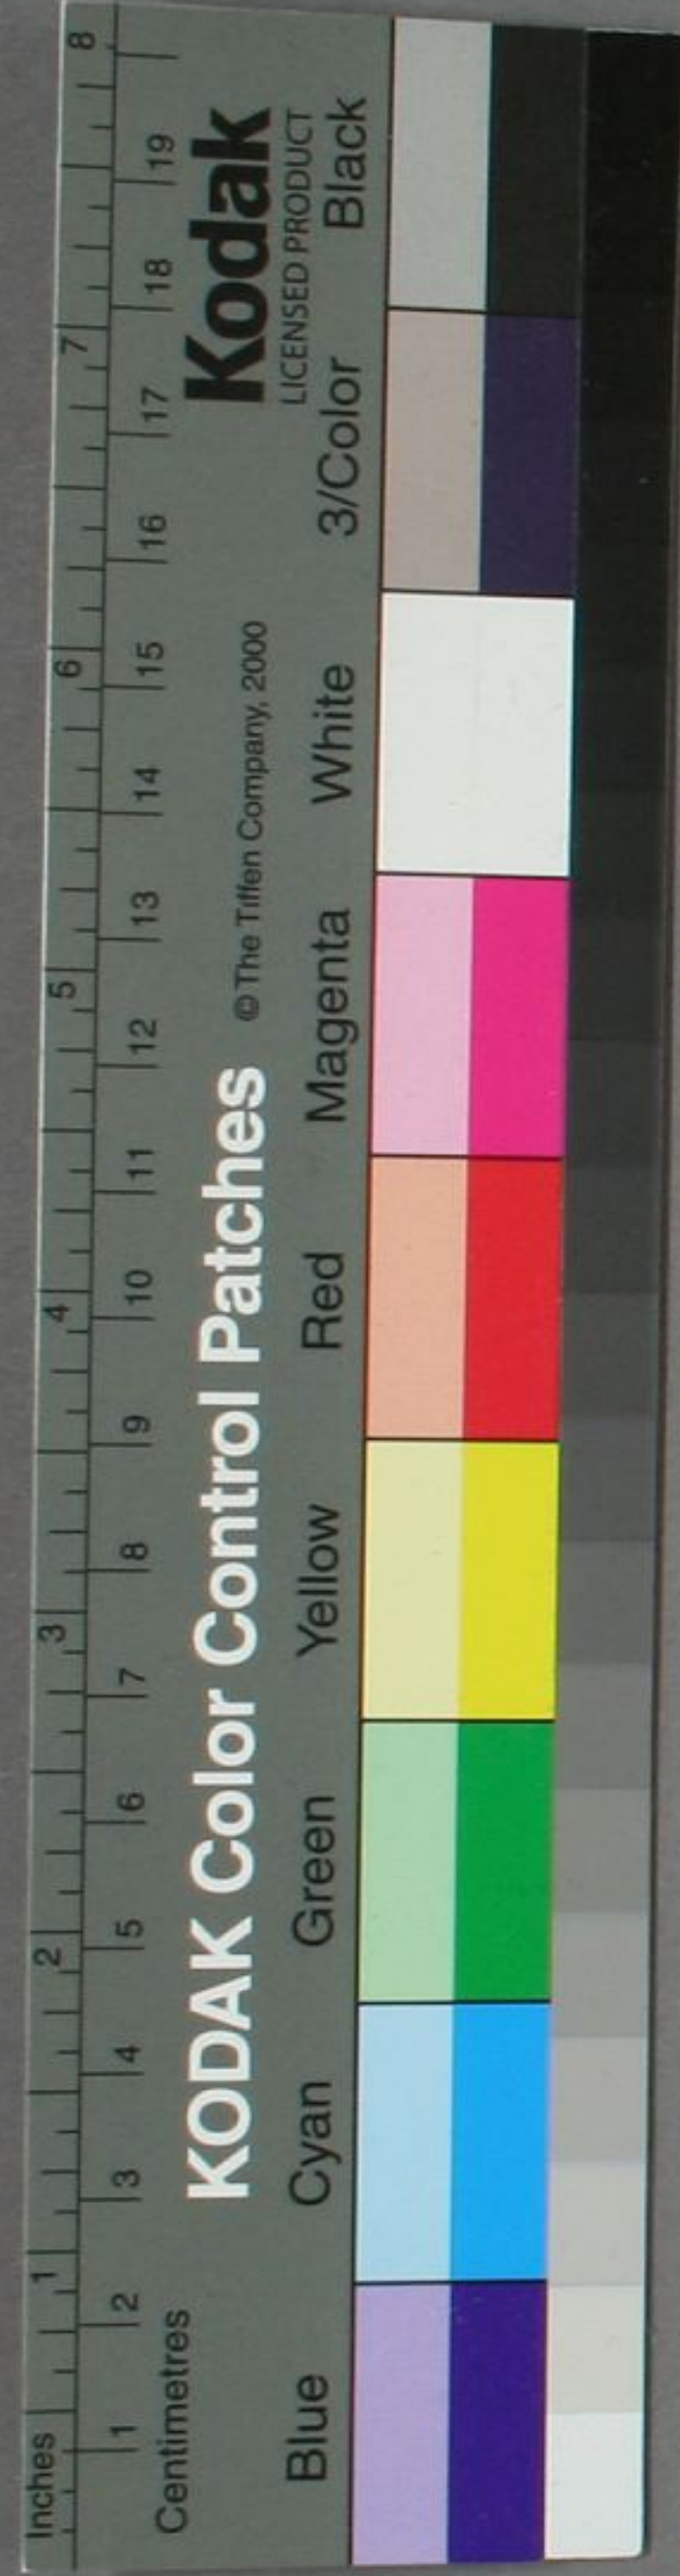 Inches 1 2 3 4 5 6 7 8
1 2 3 4 5 6 7 8 9 10 11 12 13 14 15 16 17 18 19
Centimetres
KODAK Color Control Patches © The Tiffen Company, 2000 Kodak
LICENSED PRODUCT
Blue Cyan Green Yellow Red Magenta White 3/Color Black